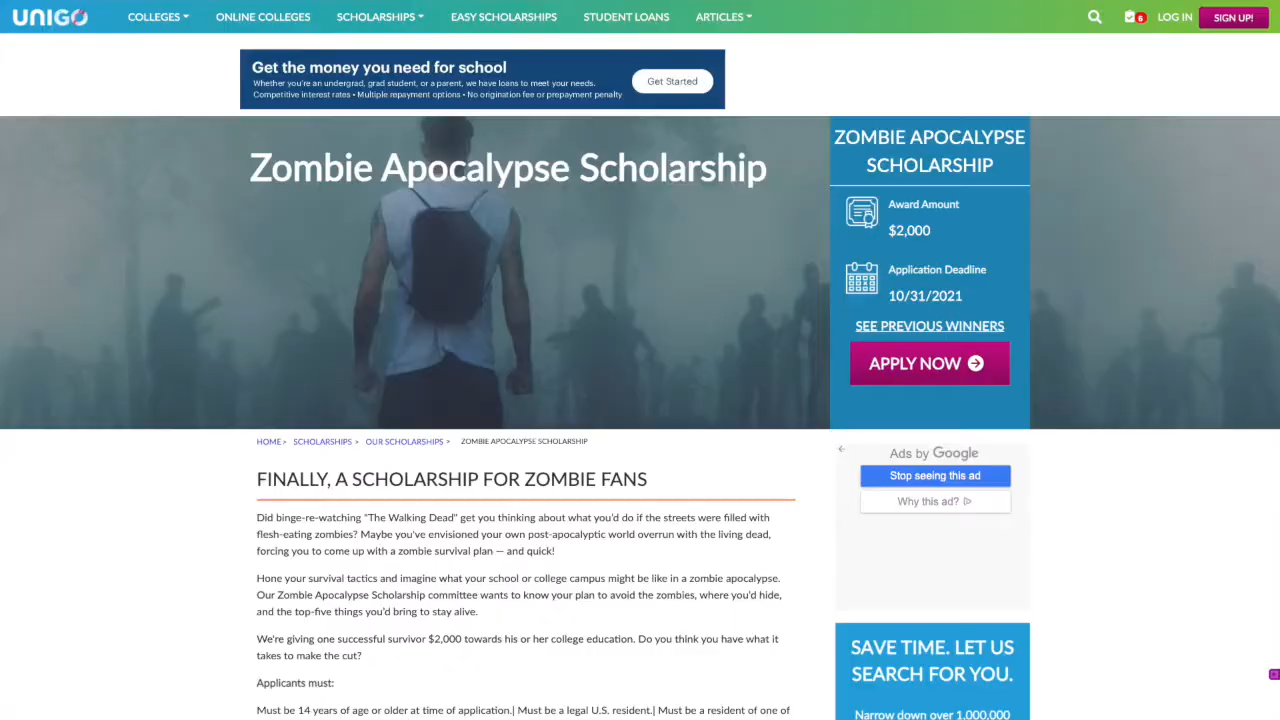 UNIGO
COLLEGES
ONLINE COLLEGES
SCHOLARSHIPS
EASY SCHOLARSHIPS
STUDENT LOANS
ARTICLES
6
LOG IN
SIGN UP!
Get the money you need for school
Whether you're an undergrad, grad student, or a parent, we have loans to meet your needs.
Competitive interest rates • Multiple repayment options • No origination fee or prepayment penalty
Get Started
Zombie Apocalypse Scholarship
ZOMBIE APOCALYPSE
SCHOLARSHIP
Award Amount
$2,000
Application Deadline
10/31/2021
SEE PREVIOUS WINNERS
APPLY NOW
HOME > SCHOLARSHIPS > OUR SCHOLARSHIPS > ZOMBIE APOCALYPSE SCHOLARSHIP
FINALLY, A SCHOLARSHIP FOR ZOMBIE FANS
Did binge-re-watching "The Walking Dead" get you thinking about what you'd do if the streets were filled with
flesh-eating zombies? Maybe you've envisioned your own post-apocalyptic world overrun with the living dead,
forcing you to come up with a zombie survival plan — and quick!
Hone your survival tactics and imagine what your school or college campus might be like in a zombie apocalypse.
Our Zombie Apocalypse Scholarship committee wants to know your plan to avoid the zombies, where you'd hide,
and the top-five things you'd bring to stay alive.
We're giving one successful survivor $2,000 towards his or her college education. Do you think you have what it
takes to make the cut?
Applicants must:
Must be 14 years of age or older at time of application.| Must be a legal U.S. resident.| Must be a resident of one of
Ads by Google
Stop seeing this ad
Why this ad?
SAVE TIME. LET US
SEARCH FOR YOU.
Narrow down over 1,000,000